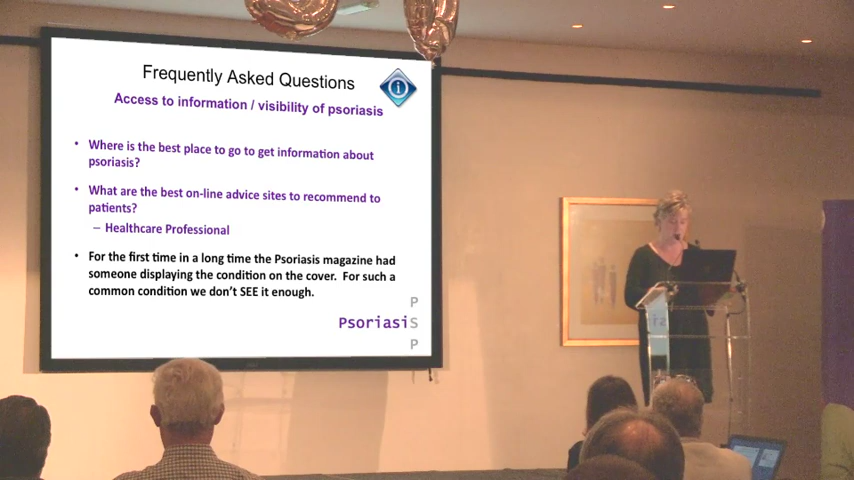 Frequently Asked Questions
Access to information / visibility of psoriasis
• Where is the best place to go to get information about
psoriasis?
• What are the best on-line advice sites to recommend to
patients?
– Healthcare Professional
• For the first time in a long time the Psoriasis magazine had
someone displaying the condition on the cover. For such a
common condition we don't SEE it enough.
P
PsoriasiS
P